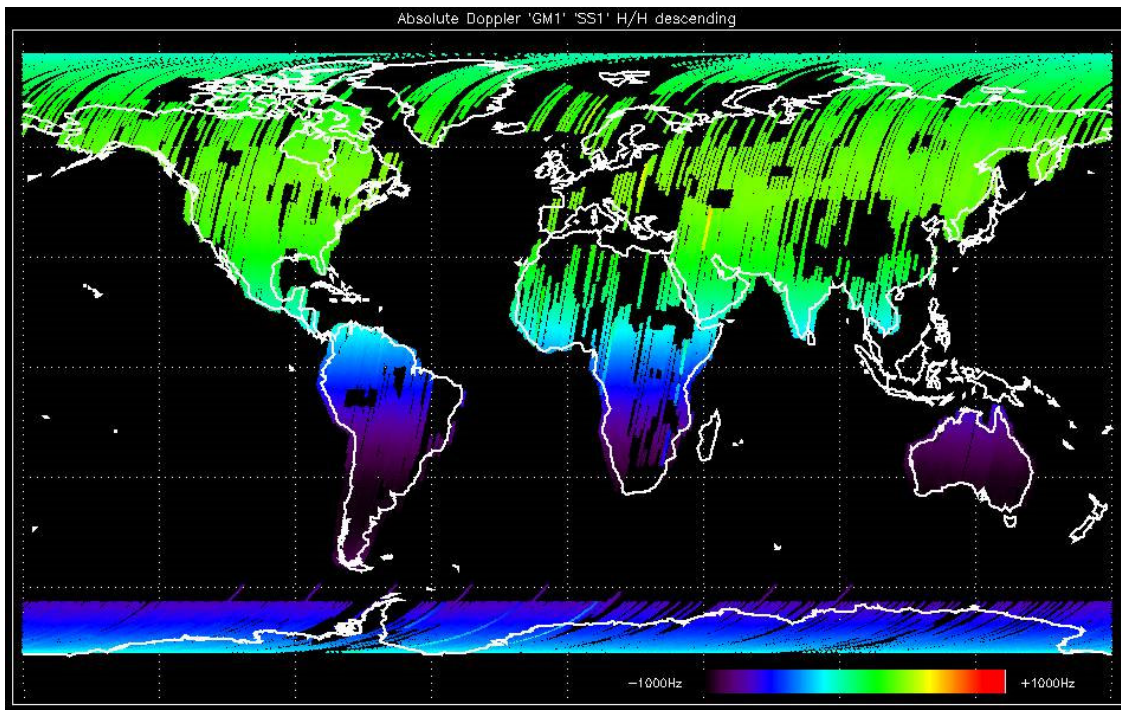 Absolute Doppler 'GM1' 'SS1' H/H descending
−1000Hz +1000Hz